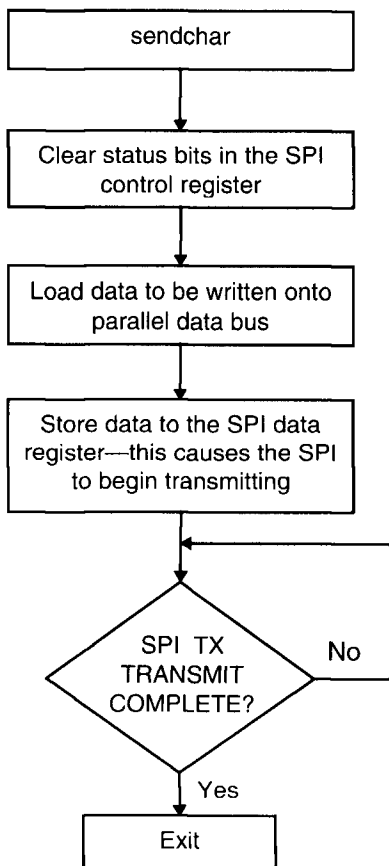 sendchar
Clear status bits in the SPI
control register
Load data to be written onto
parallel data bus
Store data to the SPI data
register—this causes the SPI
to begin transmitting
SPI TX
TRANSMIT
COMPLETE?
No
Yes
Exit